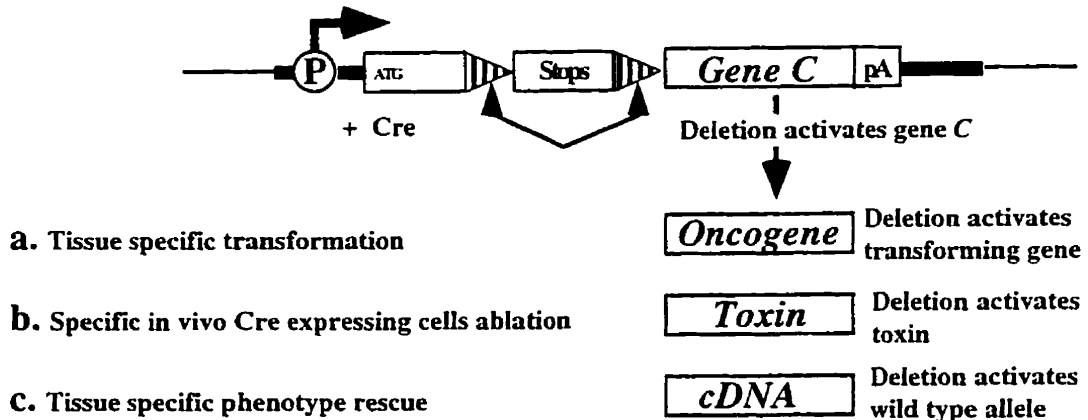 P ATG Stops Gene C pA
+ Cre
Deletion activates gene C
a. Tissue specific transformation
Oncogene
Deletion activates
transforming gene
b. Specific in vivo Cre expressing cells ablation
Toxin
Deletion activates
toxin
c. Tissue specific phenotype rescue
cDNA
Deletion activates
wild type allele